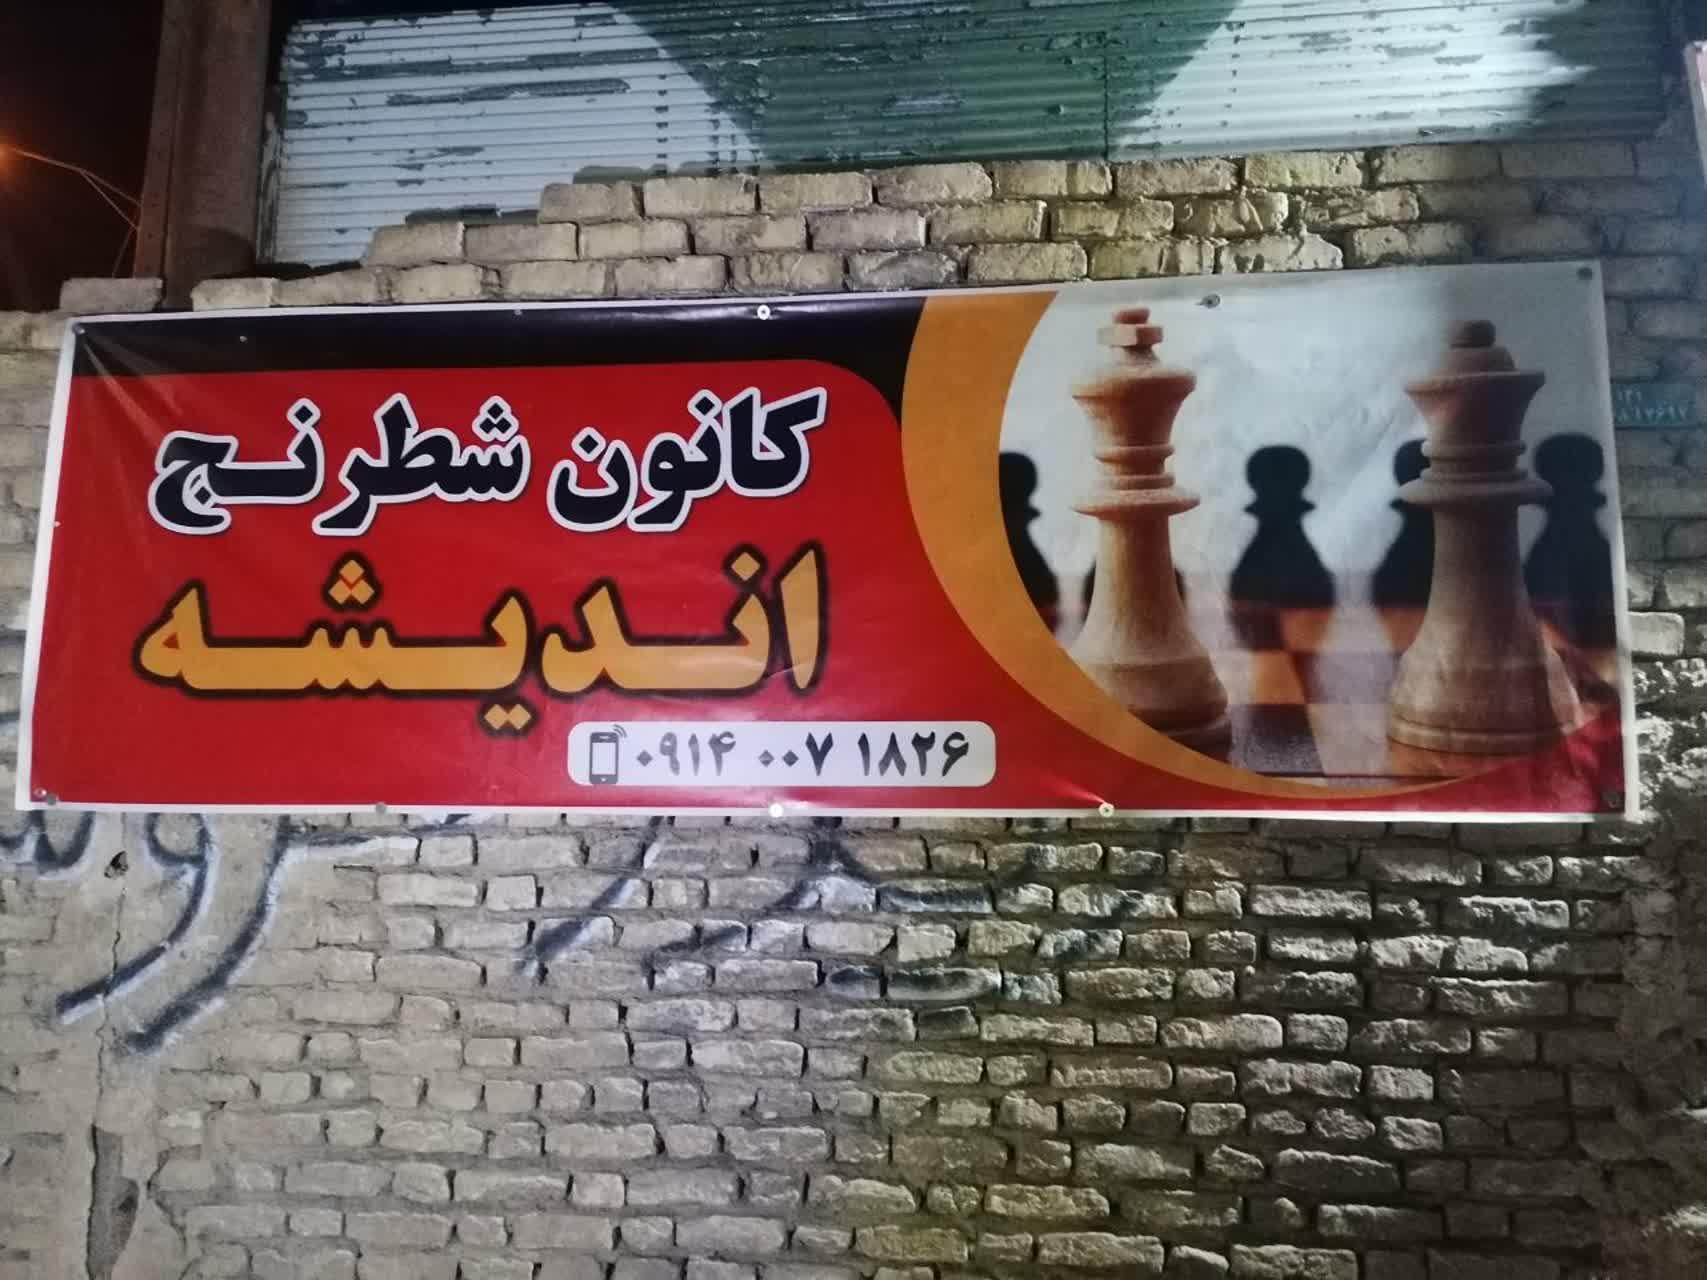 کانون شطرنج
اندیشه
۰۹۱۴ ۰۰۷ ۱۸۲۶